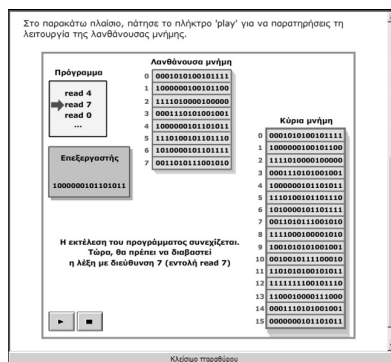 Στο παρακάτω πλαίσιο, πάτησε το πλήκτρο 'play' για να παρατηρήσεις τη
λειτουργία της λανθάνουσας μνήμης.
Λανθάνουσα μνήμη
0 0001010100101111
1 1000000100101100
2 1111010000100000
3 0001110101001001
4 1000000101101011
5 1110100101101110
6 1010000101101111
7 0011010111001010
Πρόγραμμα
read 4
read 7
read 0
...
Επεξεργαστής
1000000101101011
Κύρια μνήμη
0 0001010100101111
1 1000000100101100
2 1111010000100000
3 0001110101001001
4 1000000101101011
5 1110100101101110
6 1010000101101111
7 0011010111001010
8 1111000100001010
9 1001010101001001
10 0010010111100010
11 1101010100101011
12 1111111100101110
13 1100010000111000
14 0001110101001001
15 0000000101101011
Η εκτέλεση του προγράμματος συνεχίζεται.
Τώρα, θα πρέπει να διαβαστεί
η λέξη με διεύθυνση 7 (εντολή read 7)
Κλείσιμο παραθύρου